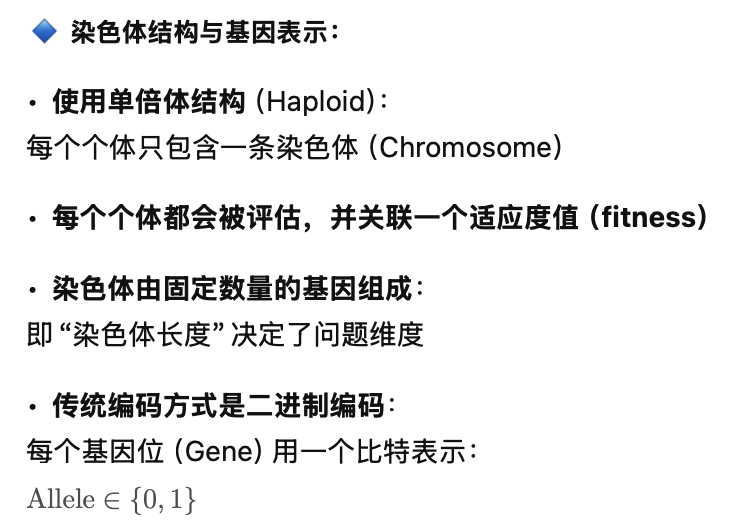 🔷 染色体结构与基因表示：
• 使用单倍体结构（Haploid）：
每个个体只包含一条染色体（Chromosome）
• 每个个体都会被评估，并关联一个适应度值（fitness）
• 染色体由固定数量的基因组成：
即“染色体长度”决定了问题维度
• 传统编码方式是二进制编码：
每个基因位（Gene）用一个比特表示：
Allele ∈ {0, 1}